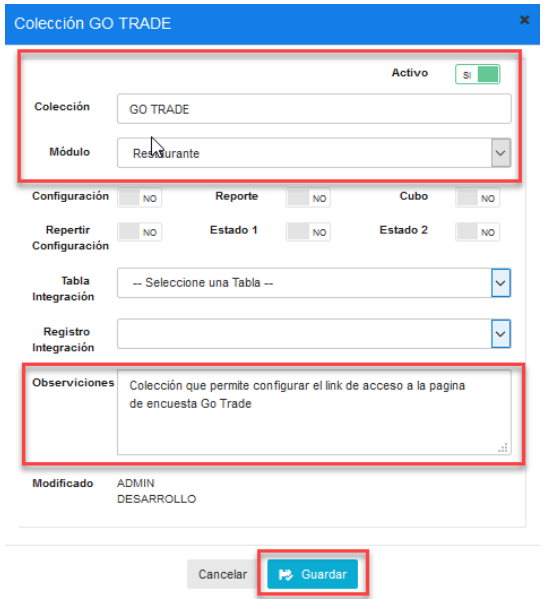 Colección GO TRADE
Activo SI
Colección GO TRADE
Módulo Restaurante
Configuración NO Reporte NO Cubo NO
Repertir Configuración NO Estado 1 NO Estado 2 NO
Tabla Integración -- Seleccione una Tabla --
Registro Integración
Observiciones Colección que permite configurar el link de acceso a la pagina
de encuesta Go Trade
Modificado ADMIN
DESARROLLO
Cancelar Guardar